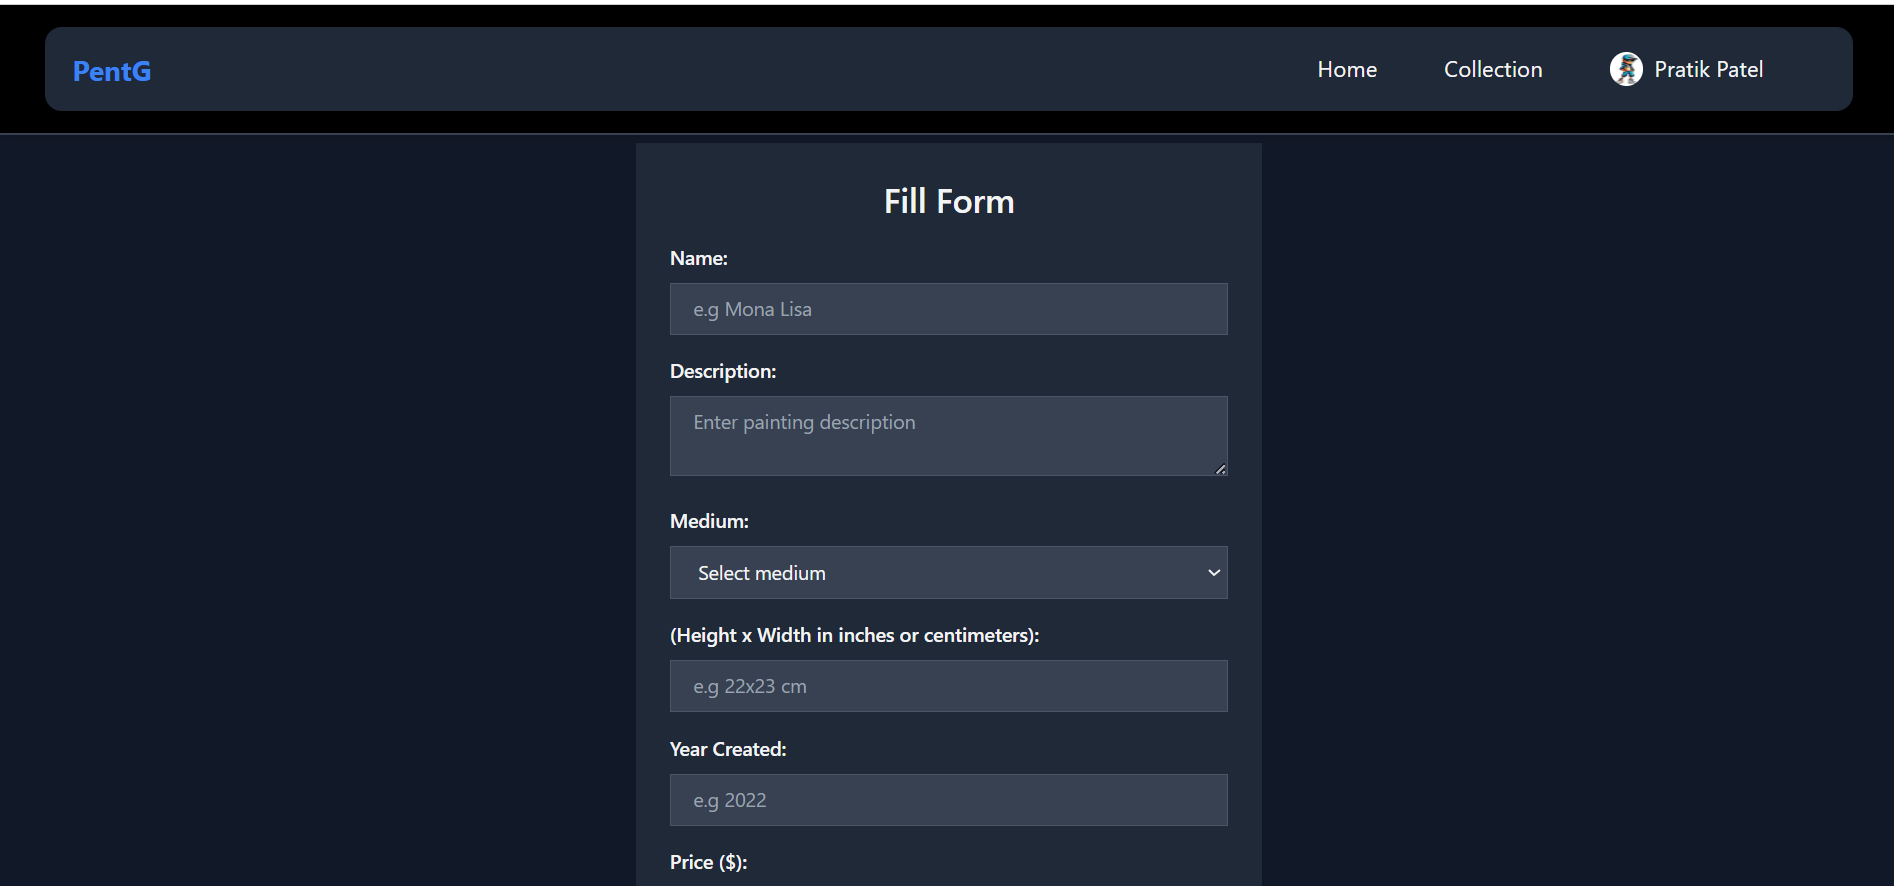 PentG
Home Collection Pratik Patel
Fill Form
Name:
e.g Mona Lisa
Description:
Enter painting description
Medium:
Select medium
(Height x Width in inches or centimeters):
e.g 22x23 cm
Year Created:
e.g 2022
Price ($):